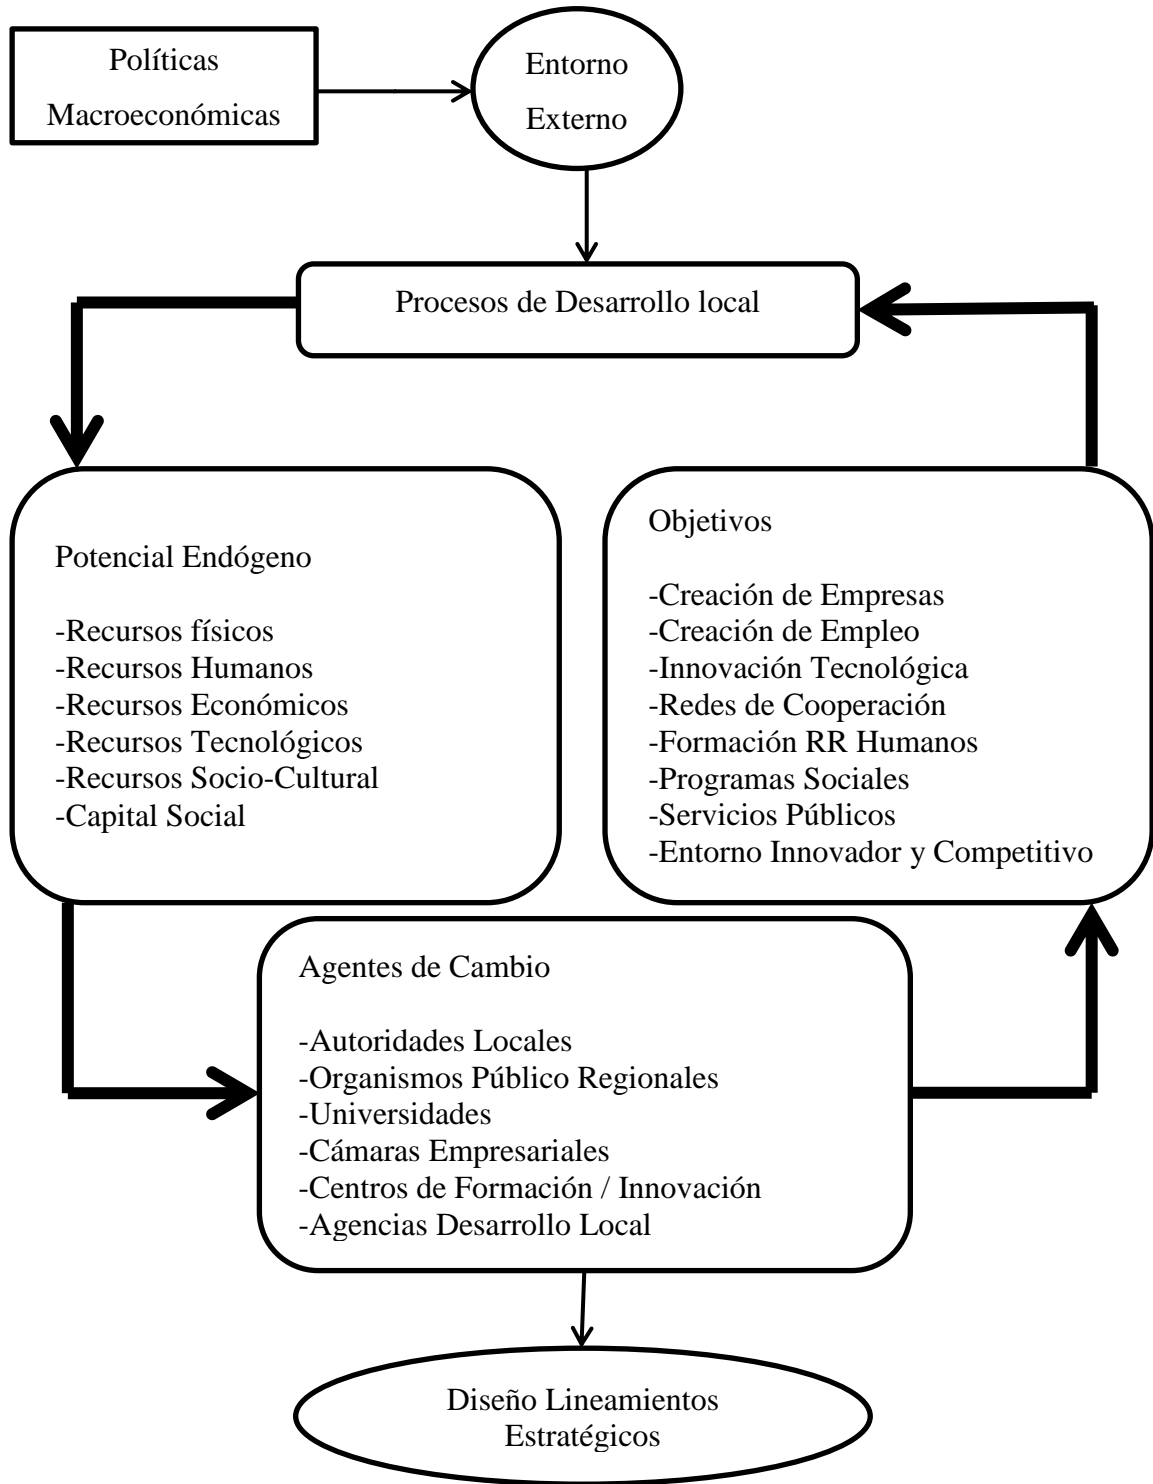 Políticas
Macroeconómicas
Entorno
Externo
Procesos de Desarrollo local
Potencial Endógeno
-Recursos físicos
-Recursos Humanos
-Recursos Económicos
-Recursos Tecnológicos
-Recursos Socio-Cultural
-Capital Social
Objetivos
-Creación de Empresas
-Creación de Empleo
-Innovación Tecnológica
-Redes de Cooperación
-Formación RR Humanos
-Programas Sociales
-Servicios Públicos
-Entorno Innovador y Competitivo
Agentes de Cambio
-Autoridades Locales
-Organismos Público Regionales
-Universidades
-Cámaras Empresariales
-Centros de Formación / Innovación
-Agencias Desarrollo Local
Diseño Lineamientos
Estratégicos